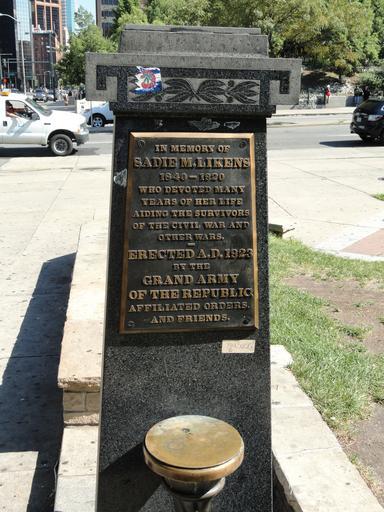 IN MEMORY OF
SADIE M. LIKENS
1840 - 1920
WHO DEVOTED MANY
YEARS OF HER LIFE
AIDING THE SURVIVORS
OF THE CIVIL WAR AND
OTHER WARS.
ERECTED A.D. 1923
BY THE
GRAND ARMY
OF THE REPUBLIC
AFFILIATED ORDERS.
AND FRIENDS.